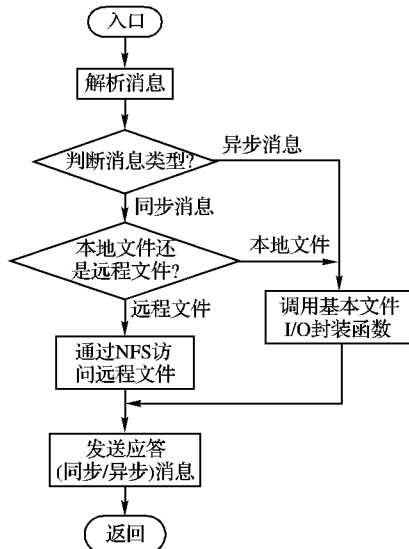 入口
解析消息
判断消息类型?
异步消息
同步消息
本地文件还
是远程文件?
本地文件
远程文件
调用基本文件
I/O封装函数
通过NFS访
问远程文件
发送应答
(同步/异步)消息
返回